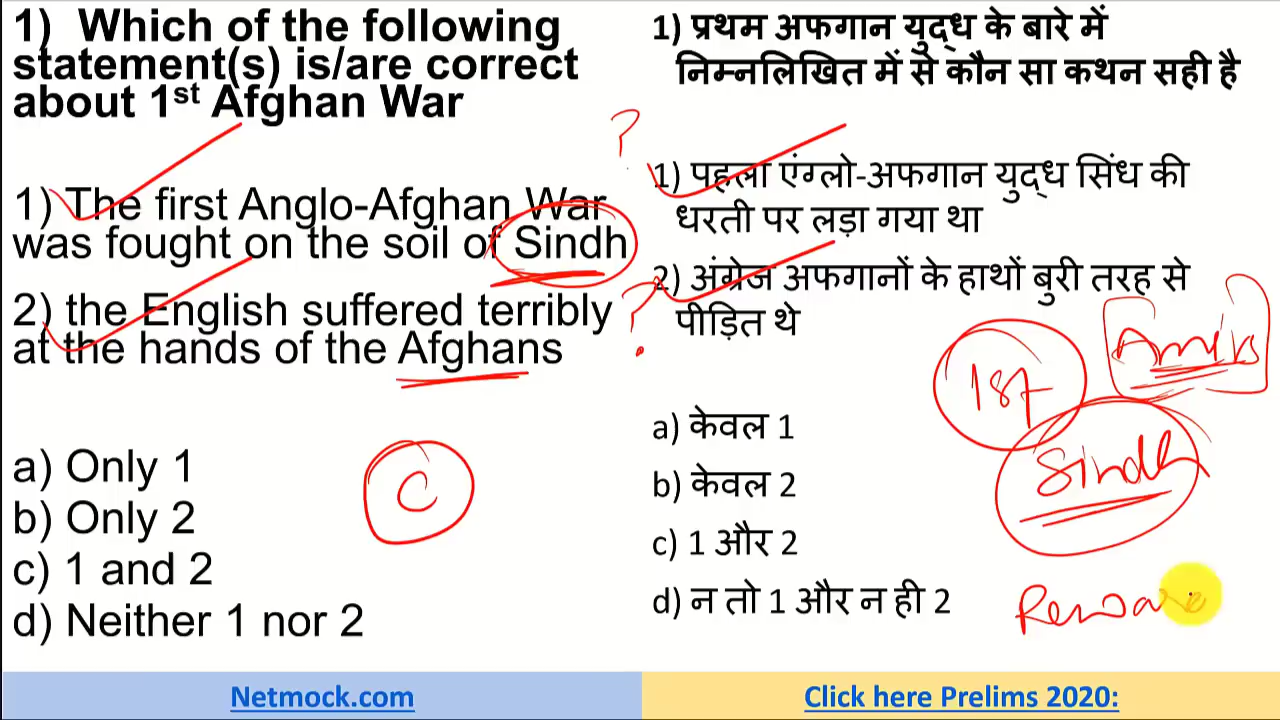 1) Which of the following
statement(s) is/are correct
about 1st Afghan War
1) The first Anglo-Afghan War
was fought on the soil of Sindh
2) the English suffered terribly
at the hands of the Afghans
a) Only 1
b) Only 2
c) 1 and 2
d) Neither 1 nor 2
?
?
C
1) प्रथम अफगान युद्ध के बारे में
निम्नलिखित में से कौन सा कथन सही है
1) पहला एंग्लो-अफगान युद्ध सिंध की
धरती पर लड़ा गया था
2) अंग्रेज अफगानों के हाथों बुरी तरह से
पीड़ित थे
a) केवल 1
b) केवल 2
c) 1 और 2
d) न तो 1 और न ही 2
Amirs
1st
Sindh
Reware
Netmock.com
Click here Prelims 2020: